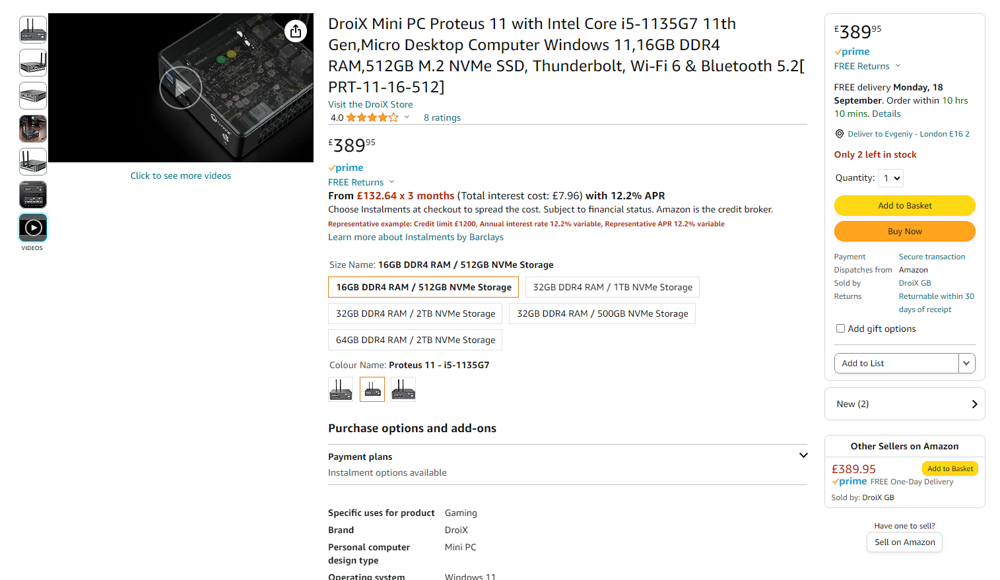 VIDEOS
Click to see more videos
DroiX Mini PC Proteus 11 with Intel Core i5-1135G7 11th
Gen,Micro Desktop Computer Windows 11,16GB DDR4
RAM,512GB M.2 NVMe SSD, Thunderbolt, Wi-Fi 6 & Bluetooth 5.2[
PRT-11-16-512]
Visit the DroiX Store
4.0 8 ratings
£389.95
prime
FREE Returns
From £132.64 x 3 months (Total interest cost: £7.96) with 12.2% APR
Choose Instalments at checkout to spread the cost. Subject to financial status. Amazon is the credit broker.
Representative example: Credit limit £1200, Annual interest rate 12.2% variable, Representative APR 12.2% variable
Learn more about Instalments by Barclays
Size Name: 16GB DDR4 RAM / 512GB NVMe Storage
16GB DDR4 RAM / 512GB NVMe Storage
32GB DDR4 RAM / 1TB NVMe Storage
32GB DDR4 RAM / 2TB NVMe Storage
32GB DDR4 RAM / 500GB NVMe Storage
64GB DDR4 RAM / 2TB NVMe Storage
Colour Name: Proteus 11 - i5-1135G7
Purchase options and add-ons
Payment plans
Instalment options available
Specific uses for product Gaming
Brand DroiX
Personal computer Mini PC
design type
Operating system Windows 11
£38995
prime
FREE Returns
FREE delivery Monday, 18
September. Order within 10 hrs
10 mins. Details
Deliver to Evgeniy - London E16 2
Only 2 left in stock
Quantity: 1
Add to Basket
Buy Now
Payment Secure transaction
Dispatches from Amazon
Sold by DroiX GB
Returns Returnable within 30
days of receipt
Add gift options
Add to List
New (2)
Other Sellers on Amazon
£389.95 Add to Basket
prime FREE One-Day Delivery
Sold by: DroiX GB
Have one to sell?
Sell on Amazon